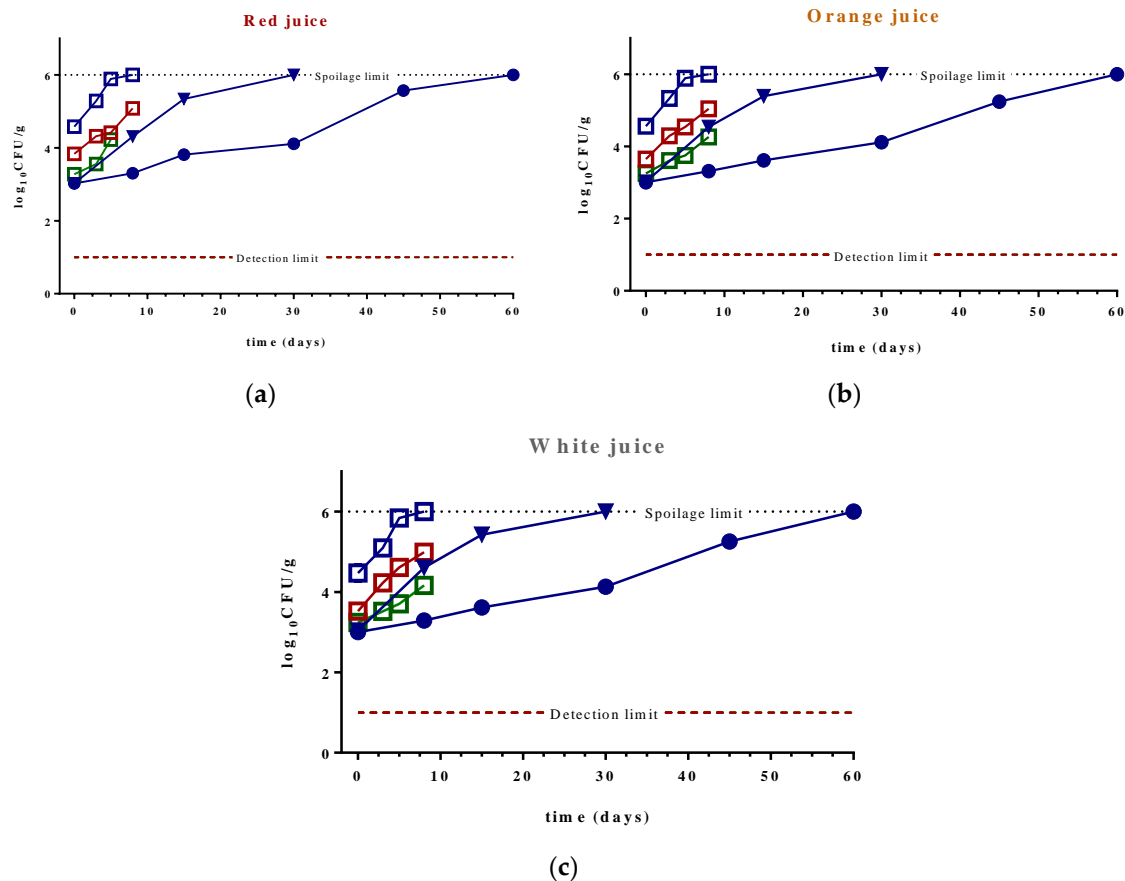 Red juice
6
4
2
0
log10CFU/g
Spoilage limit
Detection limit
0 10 20 30 40 50 60
time (days)
(a)
Orange juice
6
4
2
0
log10CFU/g
Spoilage limit
Detection limit
0 10 20 30 40 50 60
time (days)
(b)
White juice
6
4
2
0
log10CFU/g
Spoilage limit
Detection limit
0 10 20 30 40 50 60
time (days)
(c)